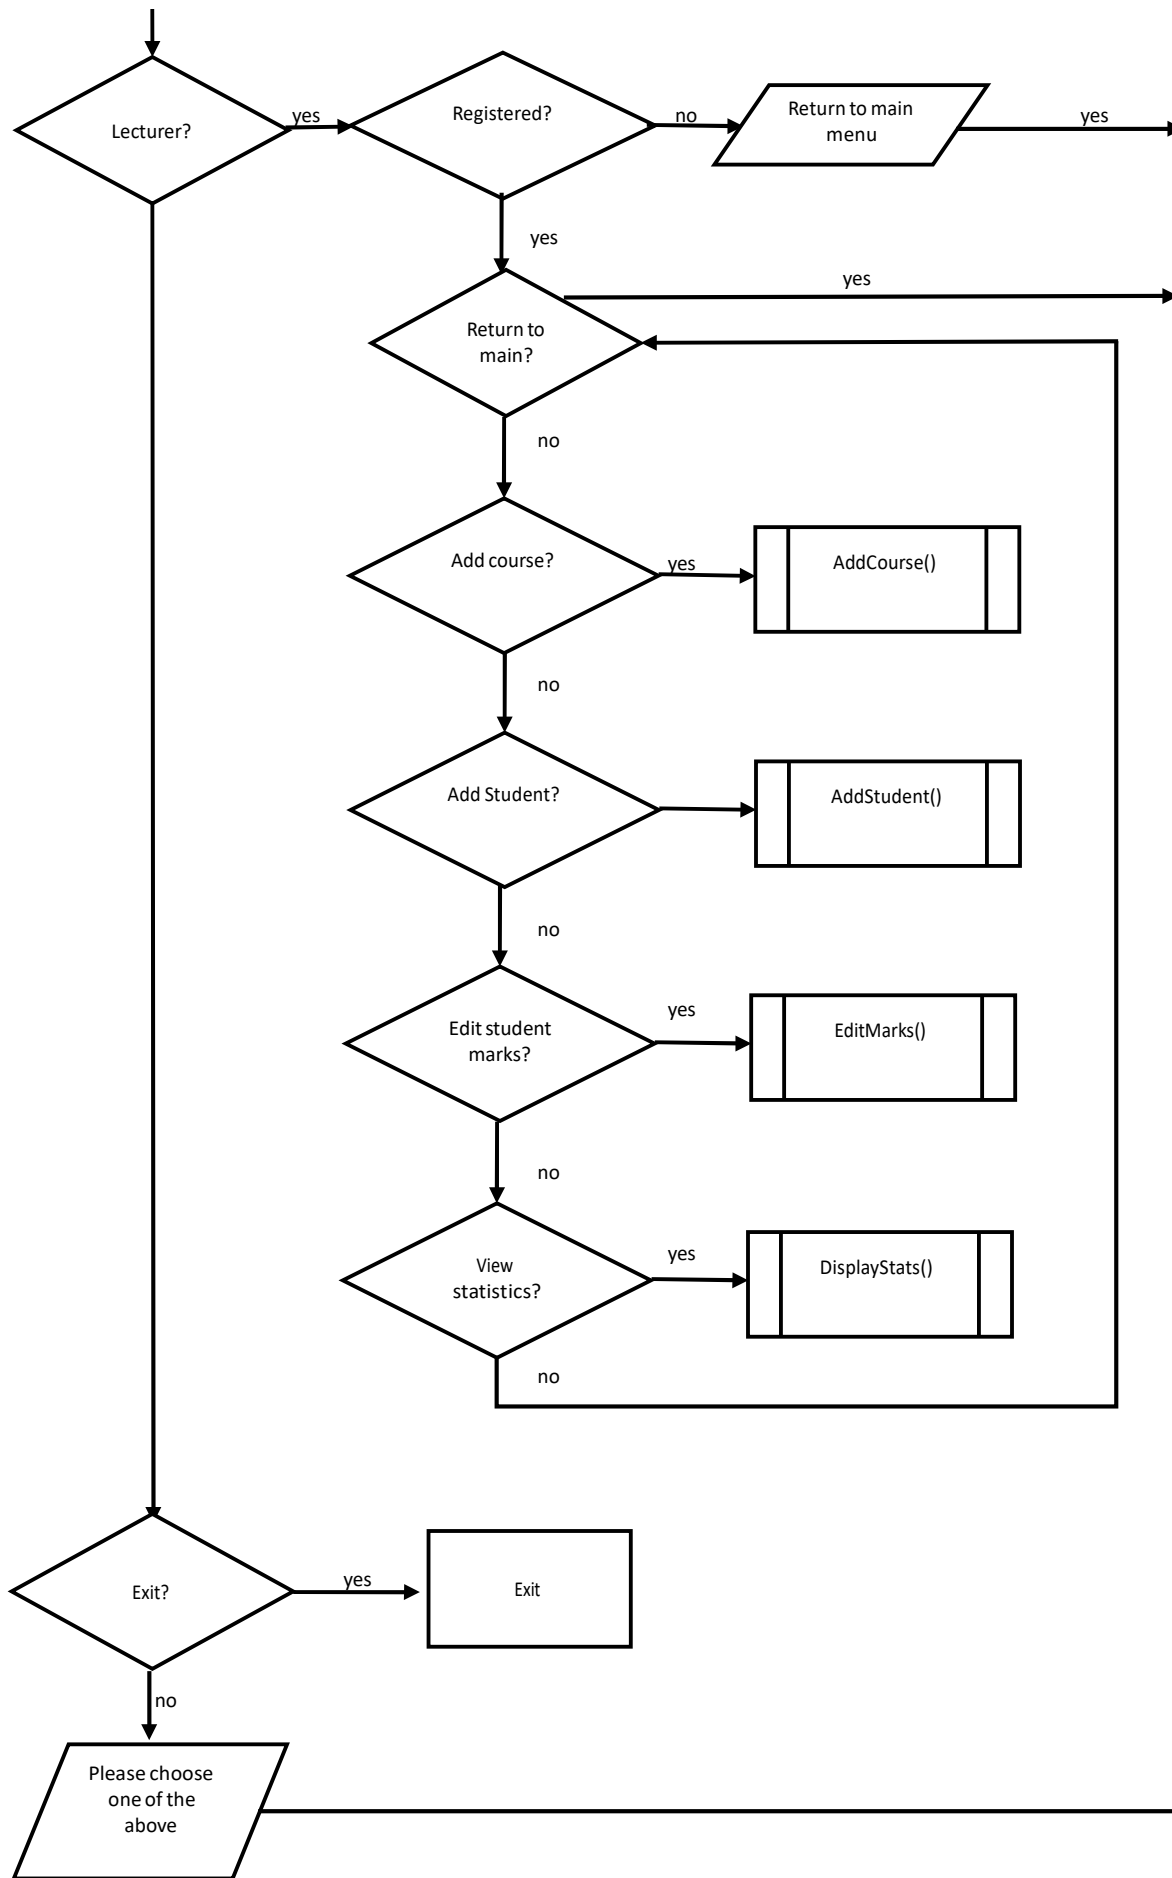 Lecturer?
yes
Registered?
no
Return to main
menu
yes
yes
Return to
main?
yes
no
Add course?
yes
AddCourse()
no
Add Student?
AddStudent()
no
Edit student
marks?
yes
EditMarks()
no
View
statistics?
yes
DisplayStats()
no
Exit?
yes
Exit
no
Please choose
one of the
above